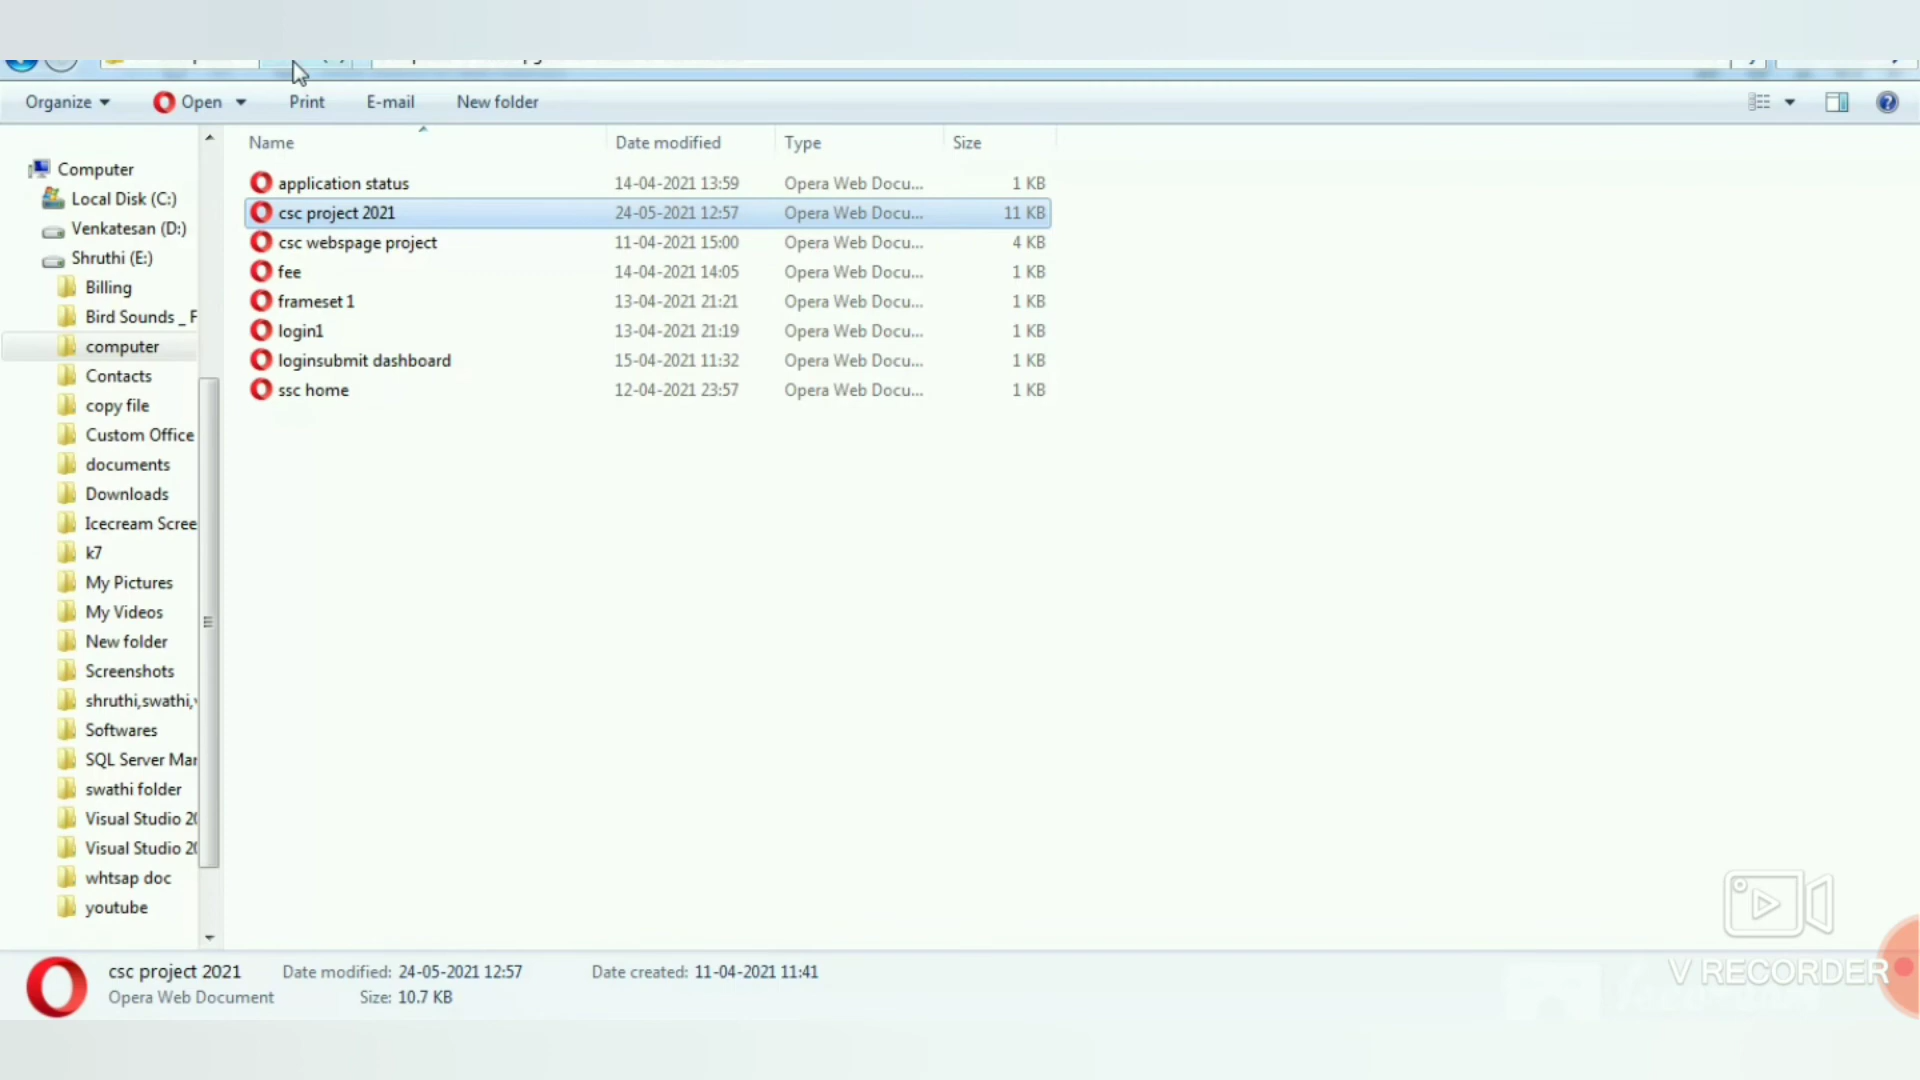 Organize Open Print E-mail New folder
Name Date modified Type Size
application status 14-04-2021 13:59 Opera Web Docu... 1 KB
csc project 2021 24-05-2021 12:57 Opera Web Docu... 11 KB
csc webspage project 11-04-2021 15:00 Opera Web Docu... 4 KB
fee 14-04-2021 14:05 Opera Web Docu... 1 KB
frameset 1 13-04-2021 21:21 Opera Web Docu... 1 KB
login1 13-04-2021 21:19 Opera Web Docu... 1 KB
loginsubmit dashboard 15-04-2021 11:32 Opera Web Docu... 1 KB
ssc home 12-04-2021 23:57 Opera Web Docu... 1 KB
Computer
Local Disk (C:)
Venkatesan (D:)
Shruthi (E:)
Billing
Bird Sounds _ F
computer
Contacts
copy file
Custom Office
documents
Downloads
Icecream Scree
k7
My Pictures
My Videos
New folder
Screenshots
shruthi,swathi,
Softwares
SQL Server Mar
swathi folder
Visual Studio 20
Visual Studio 20
whtsap doc
youtube
csc project 2021 Date modified: 24-05-2021 12:57 Date created: 11-04-2021 11:41
Opera Web Document Size: 10.7 KB
V RECORDER